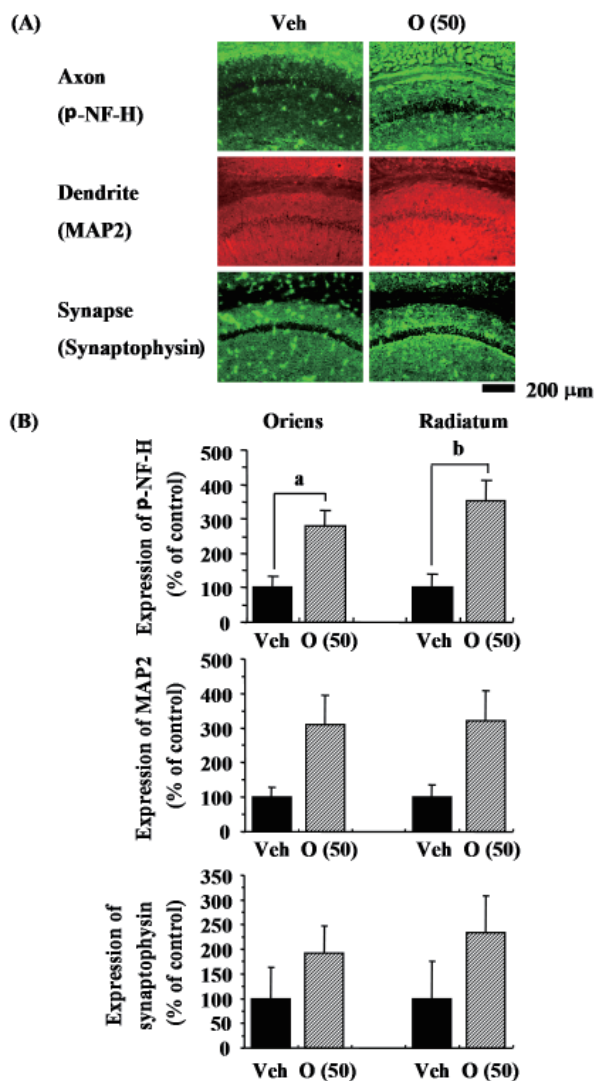 (A)
Veh O (50)
Axon
(p-NF-H)
Dendrite
(MAP2)
Synapse
(Synaptophysin)
200 μm
(B)
Oriens Radiatum
Expression of p-NF-H
(% of control)
500
400
300
200
100
0
a
b
Veh O (50) Veh O (50)
Expression of MAP2
(% of control)
500
400
300
200
100
0
Veh O (50) Veh O (50)
Expression of
synaptophysin
(% of control)
350
300
250
200
150
100
50
0
Veh O (50) Veh O (50)